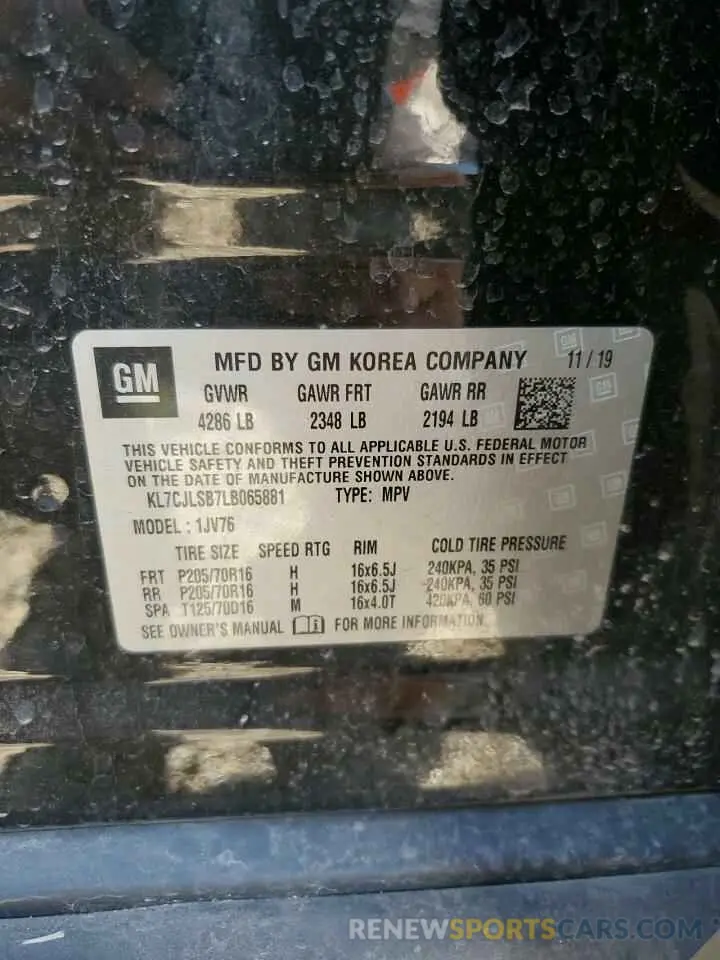 GM MFD BY GM KOREA COMPANY 11/19
GVWR GAWR FRT GAWR RR
4286 LB 2348 LB 2194 LB
THIS VEHICLE CONFORMS TO ALL APPLICABLE U.S. FEDERAL MOTOR
VEHICLE SAFETY AND THEFT PREVENTION STANDARDS IN EFFECT
ON THE DATE OF MANUFACTURE SHOWN ABOVE.
KL7CJLSB7LB065881 TYPE: MPV
MODEL : 1JV76
TIRE SIZE SPEED RTG RIM COLD TIRE PRESSURE
FRT P205/70R16 H 16x6.5J 240KPA, 35 PSI
RR P205/70R16 H 16x6.5J 240KPA, 35 PSI
SPA T125/70D16 M 16x4.0T 420KPA, 60 PSI
SEE OWNER'S MANUAL FOR MORE INFORMATION.
RENEWSPORTSCARS.COM